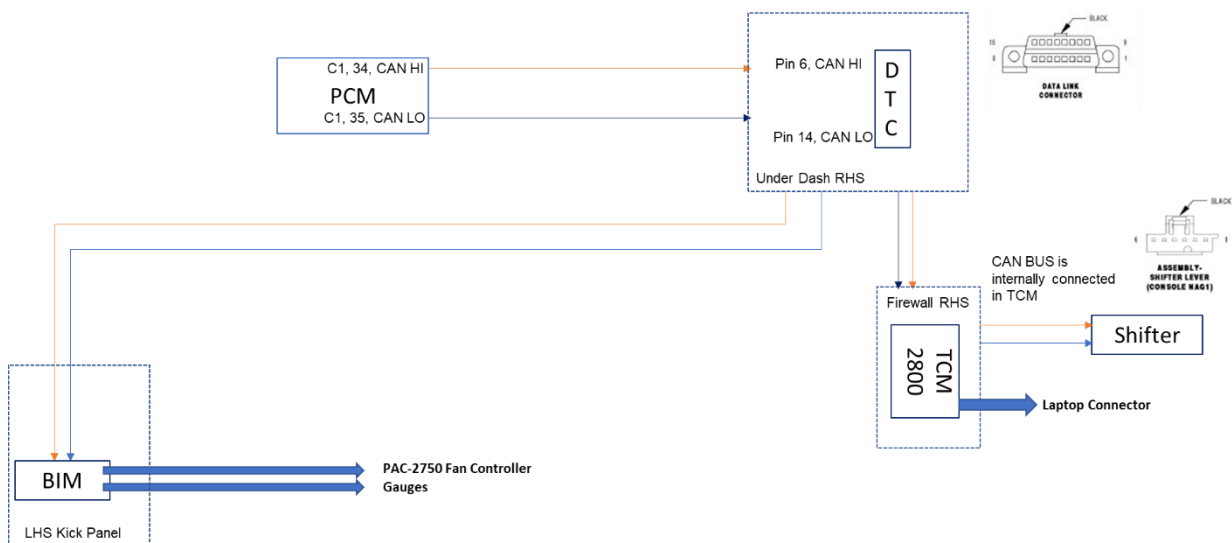 C1, 34, CAN HI
PCM
C1, 35, CAN LO
Pin 6, CAN HI
DTC
Pin 14, CAN LO
Under Dash RHS
BLACK
16
9
8
1
DATA LINK
CONNECTOR
BLACK
6
1
ASSEMBLY-
SHIFTER LEVER
(CONSOLE NAG1)
CAN BUS is
internally connected
in TCM
Firewall RHS
TCM
2800
Shifter
Laptop Connector
BIM
PAC-2750 Fan Controller
Gauges
LHS Kick Panel